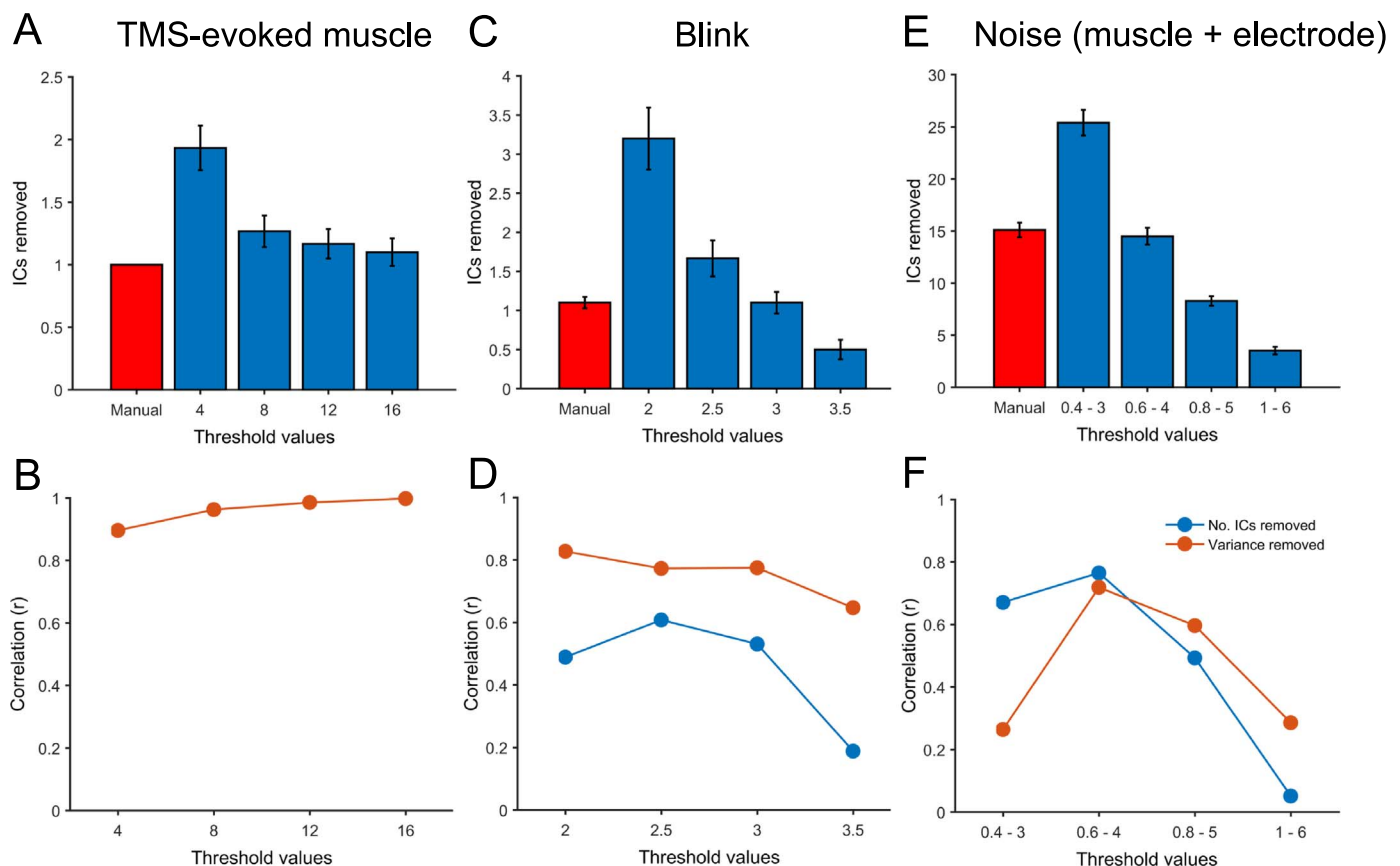 A TMS-evoked muscle
ICs removed
2.5
2
1.5
1
0.5
0
Manual 4 8 12 16
Threshold values
C Blink
ICs removed
4
3.5
3
2.5
2
1.5
1
0.5
0
Manual 2 2.5 3 3.5
Threshold values
E Noise (muscle + electrode)
ICs removed
30
25
20
15
10
5
0
Manual 0.4 - 3 0.6 - 4 0.8 - 5 1 - 6
Threshold values
B
Correlation (r)
1
0.8
0.6
0.4
0.2
0
4 8 12 16
Threshold values
D
Correlation (r)
1
0.8
0.6
0.4
0.2
0
2 2.5 3 3.5
Threshold values
F
Correlation (r)
1
0.8
0.6
0.4
0.2
0
No. ICs removed
Variance removed
0.4 - 3 0.6 - 4 0.8 - 5 1 - 6
Threshold values